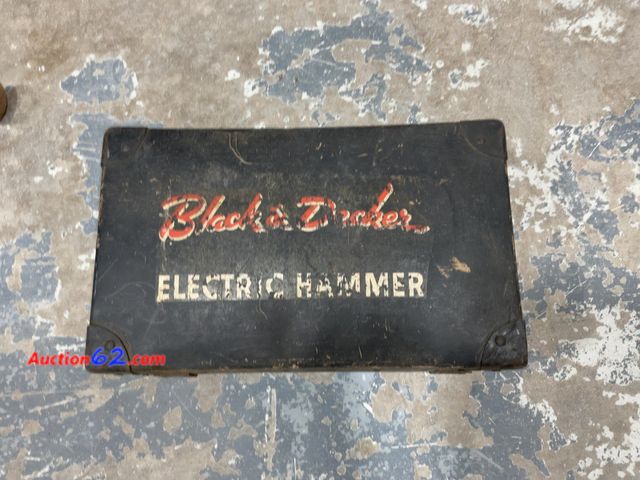 Black & Decker
ELECTRIC HAMMER
Auction62.com